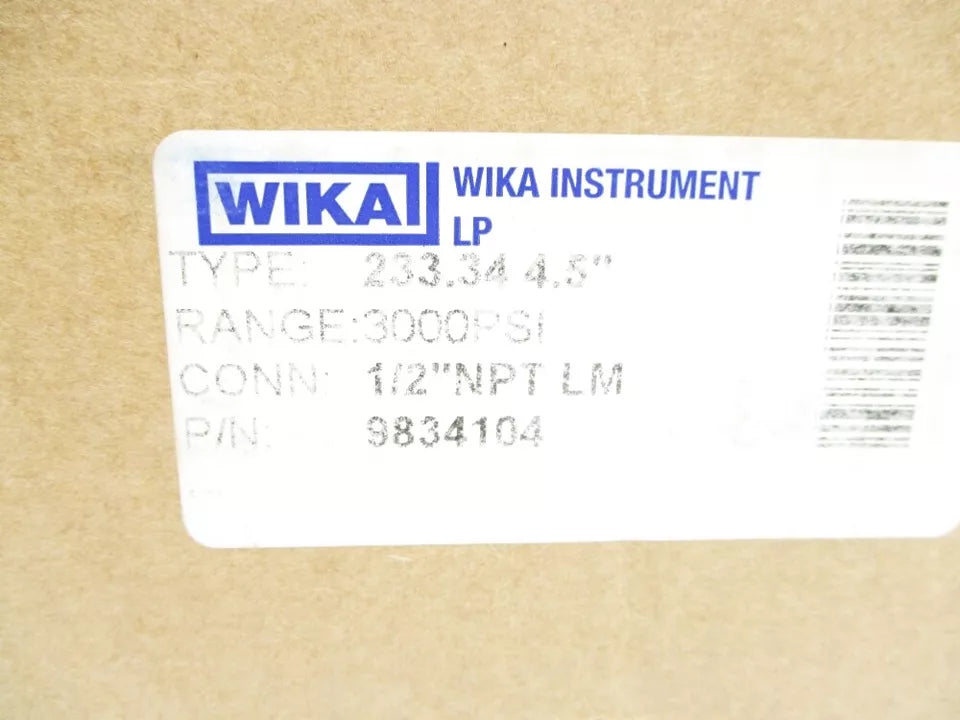 WIKA
WIKA INSTRUMENT
LP
TYPE: 233.34 4.5"
RANGE:3000PSI
CONN: 1/2"NPT LM
P/N: 9834104